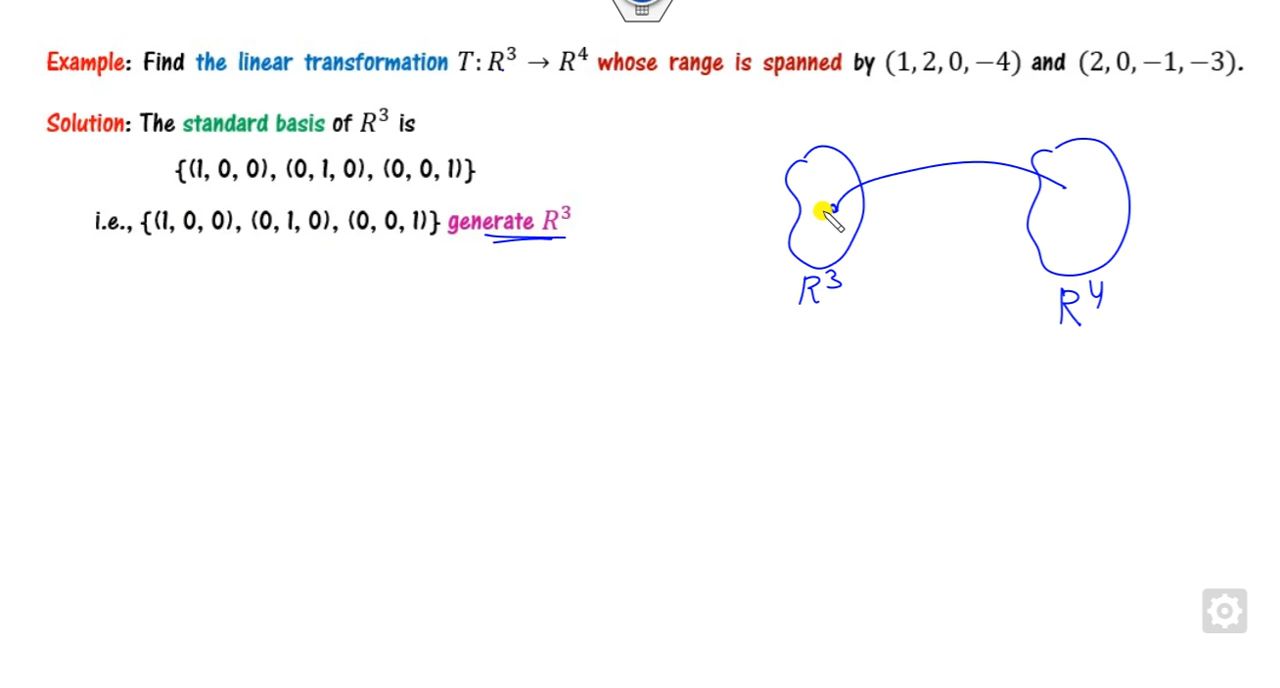 Example: Find the linear transformation T: R³ → R⁴ whose range is spanned by (1, 2, 0, −4) and (2, 0, −1, −3).
Solution: The standard basis of R³ is
{(1, 0, 0), (0, 1, 0), (0, 0, 1)}
i.e., {(1, 0, 0), (0, 1, 0), (0, 0, 1)} generate R³
R³
R⁴